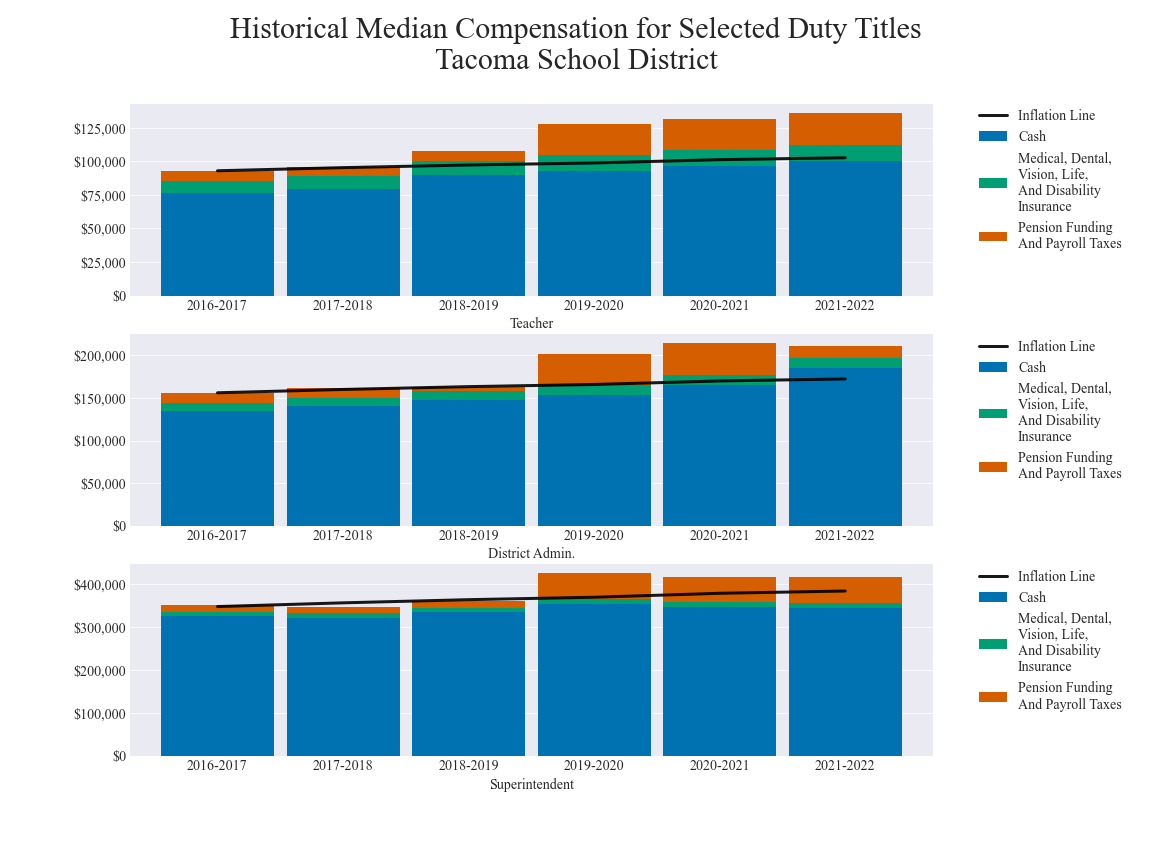 Historical Median Compensation for Selected Duty Titles
Tacoma School District
$125,000
$100,000
$75,000
$50,000
$25,000
$0
2016-2017 2017-2018 2018-2019 2019-2020 2020-2021 2021-2022
Teacher
Inflation Line
Cash
Medical, Dental,
Vision, Life,
And Disability
Insurance
Pension Funding
And Payroll Taxes
$200,000
$150,000
$100,000
$50,000
$0
2016-2017 2017-2018 2018-2019 2019-2020 2020-2021 2021-2022
District Admin.
Inflation Line
Cash
Medical, Dental,
Vision, Life,
And Disability
Insurance
Pension Funding
And Payroll Taxes
$400,000
$300,000
$200,000
$100,000
$0
2016-2017 2017-2018 2018-2019 2019-2020 2020-2021 2021-2022
Superintendent
Inflation Line
Cash
Medical, Dental,
Vision, Life,
And Disability
Insurance
Pension Funding
And Payroll Taxes